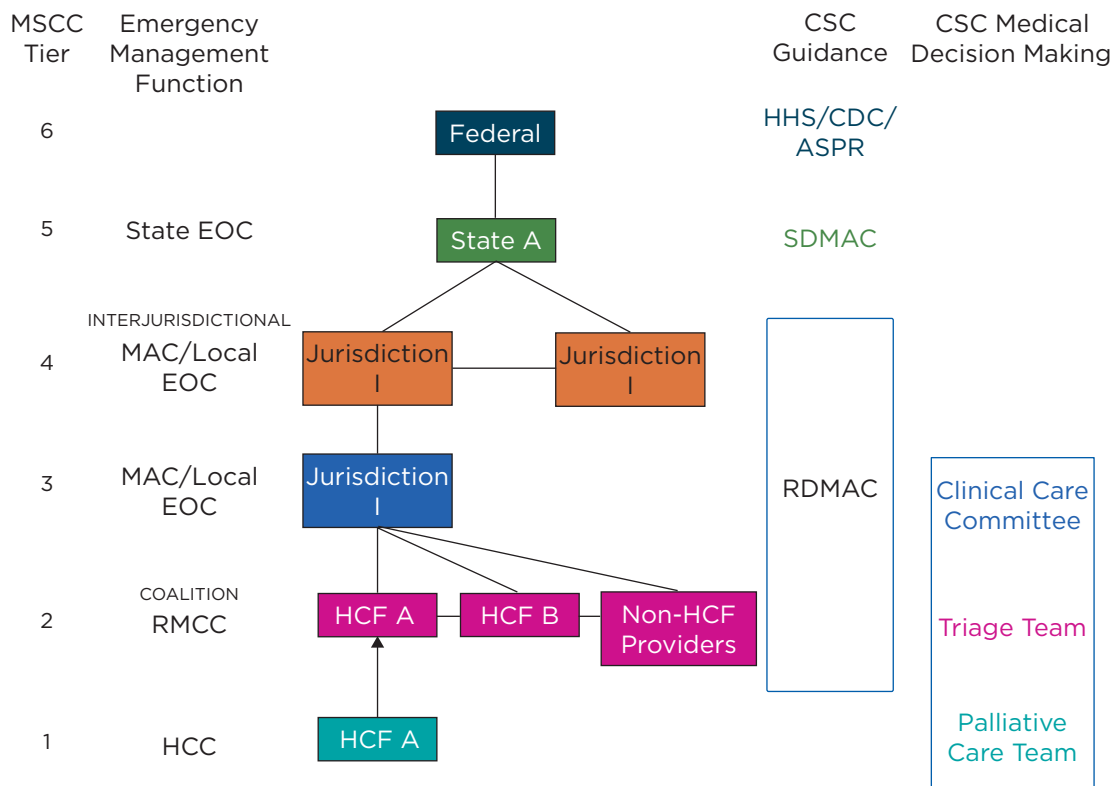 MSCC
Tier
Emergency
Management
Function
CSC
Guidance
CSC Medical
Decision Making
6
Federal
HHS/CDC/
ASPR
5
State EOC
State A
SDMAC
INTERJURISDICTIONAL
4
MAC/Local
EOC
Jurisdiction
I
Jurisdiction
I
3
MAC/Local
EOC
Jurisdiction
I
RDMAC
Clinical Care
Committee
COALITION
2
RMCC
HCF A
HCF B
Non-HCF
Providers
Triage Team
1
HCC
HCF A
Palliative
Care Team